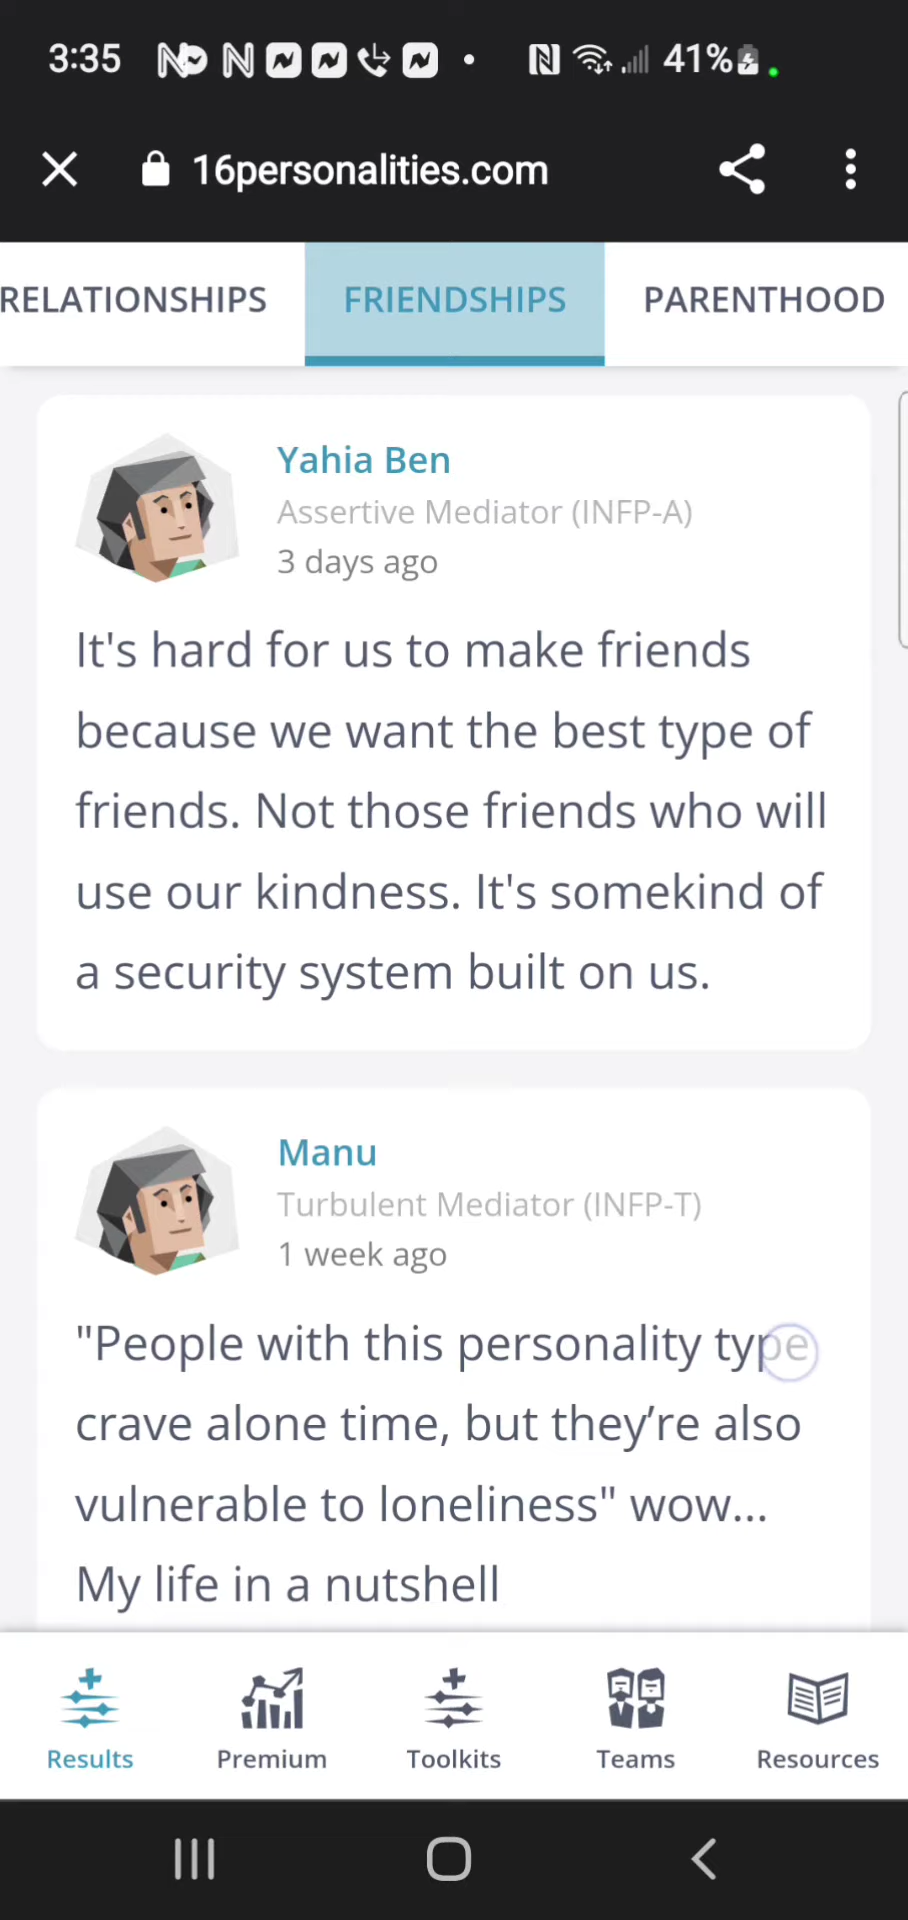 3:35 41%
16personalities.com
RELATIONSHIPS FRIENDSHIPS PARENTHOOD
Yahia Ben
Assertive Mediator (INFP-A)
3 days ago
It's hard for us to make friends
because we want the best type of
friends. Not those friends who will
use our kindness. It's somekind of
a security system built on us.
Manu
Turbulent Mediator (INFP-T)
1 week ago
"People with this personality type
crave alone time, but they’re also
vulnerable to loneliness" wow...
My life in a nutshell
Results Premium Toolkits Teams Resources